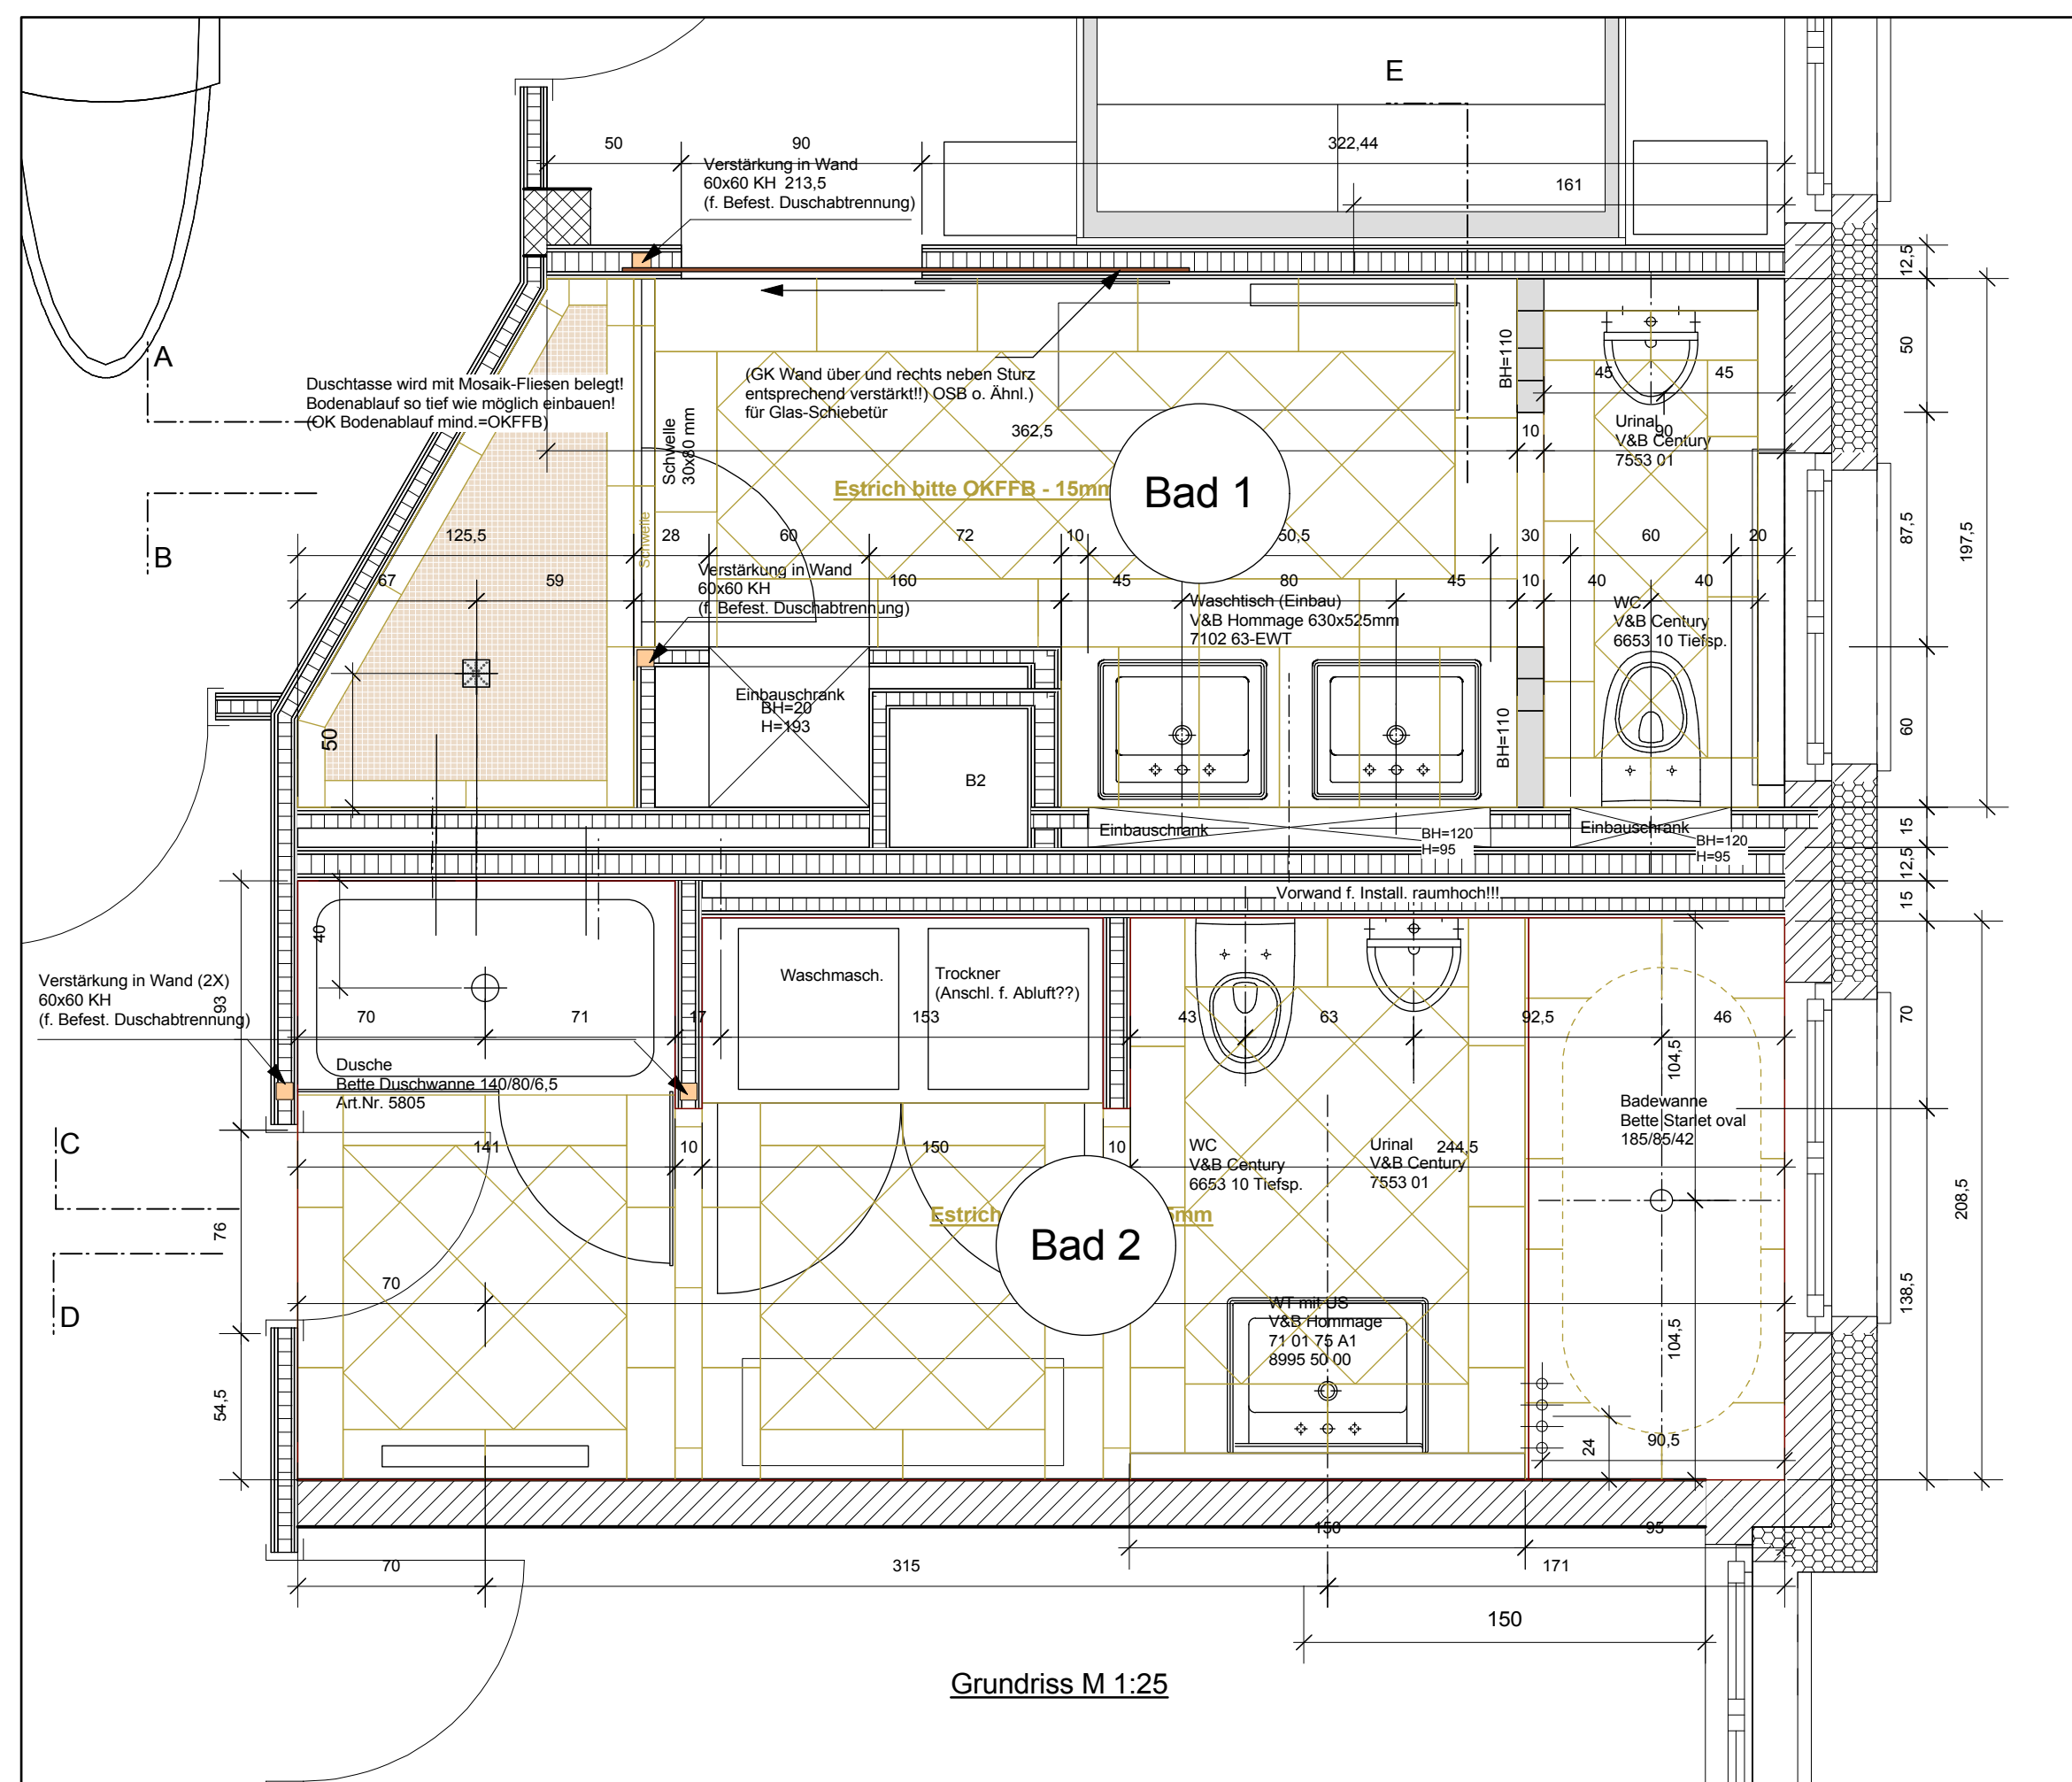 E
50
90
322,44
161
Verstärkung in Wand
60x60 KH  213,5
(f. Befest. Duschabtrennung)
12,5
A
Duschtasse wird mit Mosaik-Fliesen belegt!
Bodenablauf so tief wie möglich einbauen!
(OK Bodenablauf mind.=OKFFB)
(GK Wand über und rechts neben Sturz
entsprechend verstärkt!!) OSB o. Ähnl.)
für Glas-Schiebetür
BH=110
45
45
50
Schwelle
30x80 mm
362,5
10
90
Urinal
V&B Century
7553 01
Estrich bitte OKFFB - 15mm
Bad 1
B
Schwelle
125,5
28
60
72
10
50,5
30
60
20
87,5
197,5
67
59
Verstärkung in Wand
60x60 KH
(f. Befest. Duschabtrennung)
160
45
80
45
10
40
40
Waschtisch (Einbau)
V&B Hommage 630x525mm
7102 63-EWT
WC
V&B Century
6653 10 Tiefsp.
50
Einbauschrank
BH=20
H=193
B2
BH=110
60
Einbauschrank
BH=120
H=95
Einbauschrank
BH=120
H=95
15
12,5
15
Vorwand f. Install. raumhoch!!!
40
Verstärkung in Wand (2X)
60x60 KH
(f. Befest. Duschabtrennung)
93
Waschmasch.
Trockner
(Anschl. f. Abluft??)
70
71
17
153
43
63
92,5
46
70
104,5
Dusche
Bette Duschwanne 140/80/6,5
Art.Nr. 5805
Badewanne
Bette Starlet oval
185/85/42
C
141
10
150
10
WC
V&B Century
6653 10 Tiefsp.
Urinal
V&B Century
7553 01
244,5
208,5
76
Estrich
5mm
Bad 2
D
70
138,5
WT mit US
V&B Hommage
71 01 75 A1
8995 50 00
104,5
54,5
24
90,5
150
95
70
315
171
150
Grundriss M 1:25